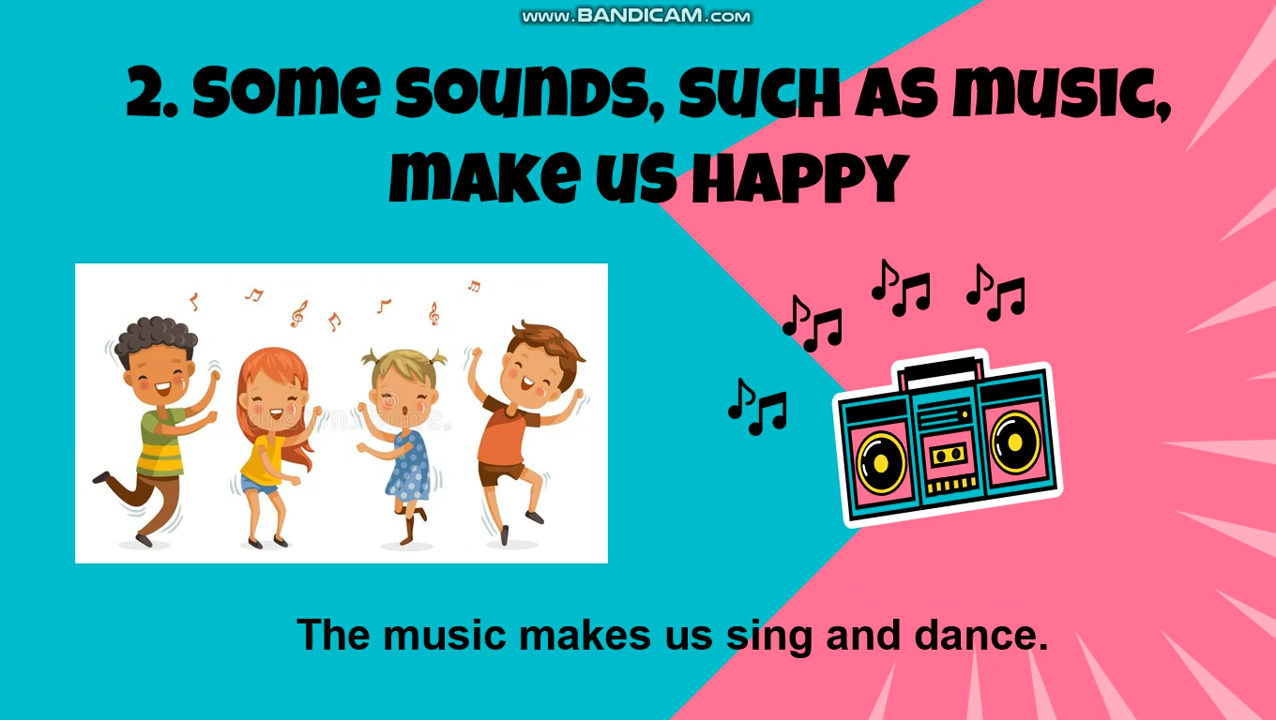 www.BANDICAM.com
2. Some sounds, such as music,
make us happy
The music makes us sing and dance.